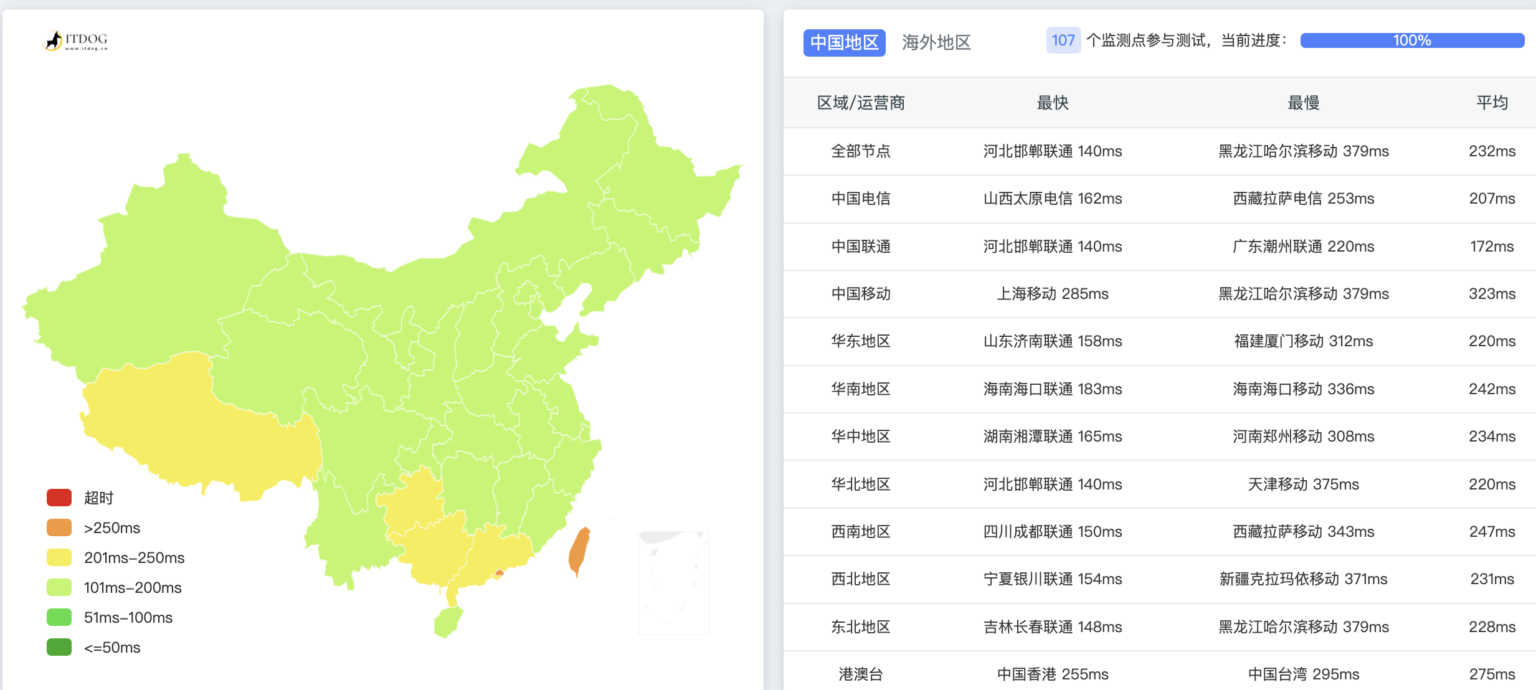 ITDOG
www.itdog.cn
超时
>250ms
201ms-250ms
101ms-200ms
51ms-100ms
<=50ms
中国地区 海外地区 107 个监测点参与测试，当前进度： 100%
区域/运营商 最快 最慢 平均
全部节点 河北邯郸联通 140ms 黑龙江哈尔滨移动 379ms 232ms
中国电信 山西太原电信 162ms 西藏拉萨电信 253ms 207ms
中国联通 河北邯郸联通 140ms 广东潮州联通 220ms 172ms
中国移动 上海移动 285ms 黑龙江哈尔滨移动 379ms 323ms
华东地区 山东济南联通 158ms 福建厦门移动 312ms 220ms
华南地区 海南海口联通 183ms 海南海口移动 336ms 242ms
华中地区 湖南湘潭联通 165ms 河南郑州移动 308ms 234ms
华北地区 河北邯郸联通 140ms 天津移动 375ms 220ms
西南地区 四川成都联通 150ms 西藏拉萨移动 343ms 247ms
西北地区 宁夏银川联通 154ms 新疆克拉玛依移动 371ms 231ms
东北地区 吉林长春联通 148ms 黑龙江哈尔滨移动 379ms 228ms
港澳台 中国香港 255ms 中国台湾 295ms 275ms